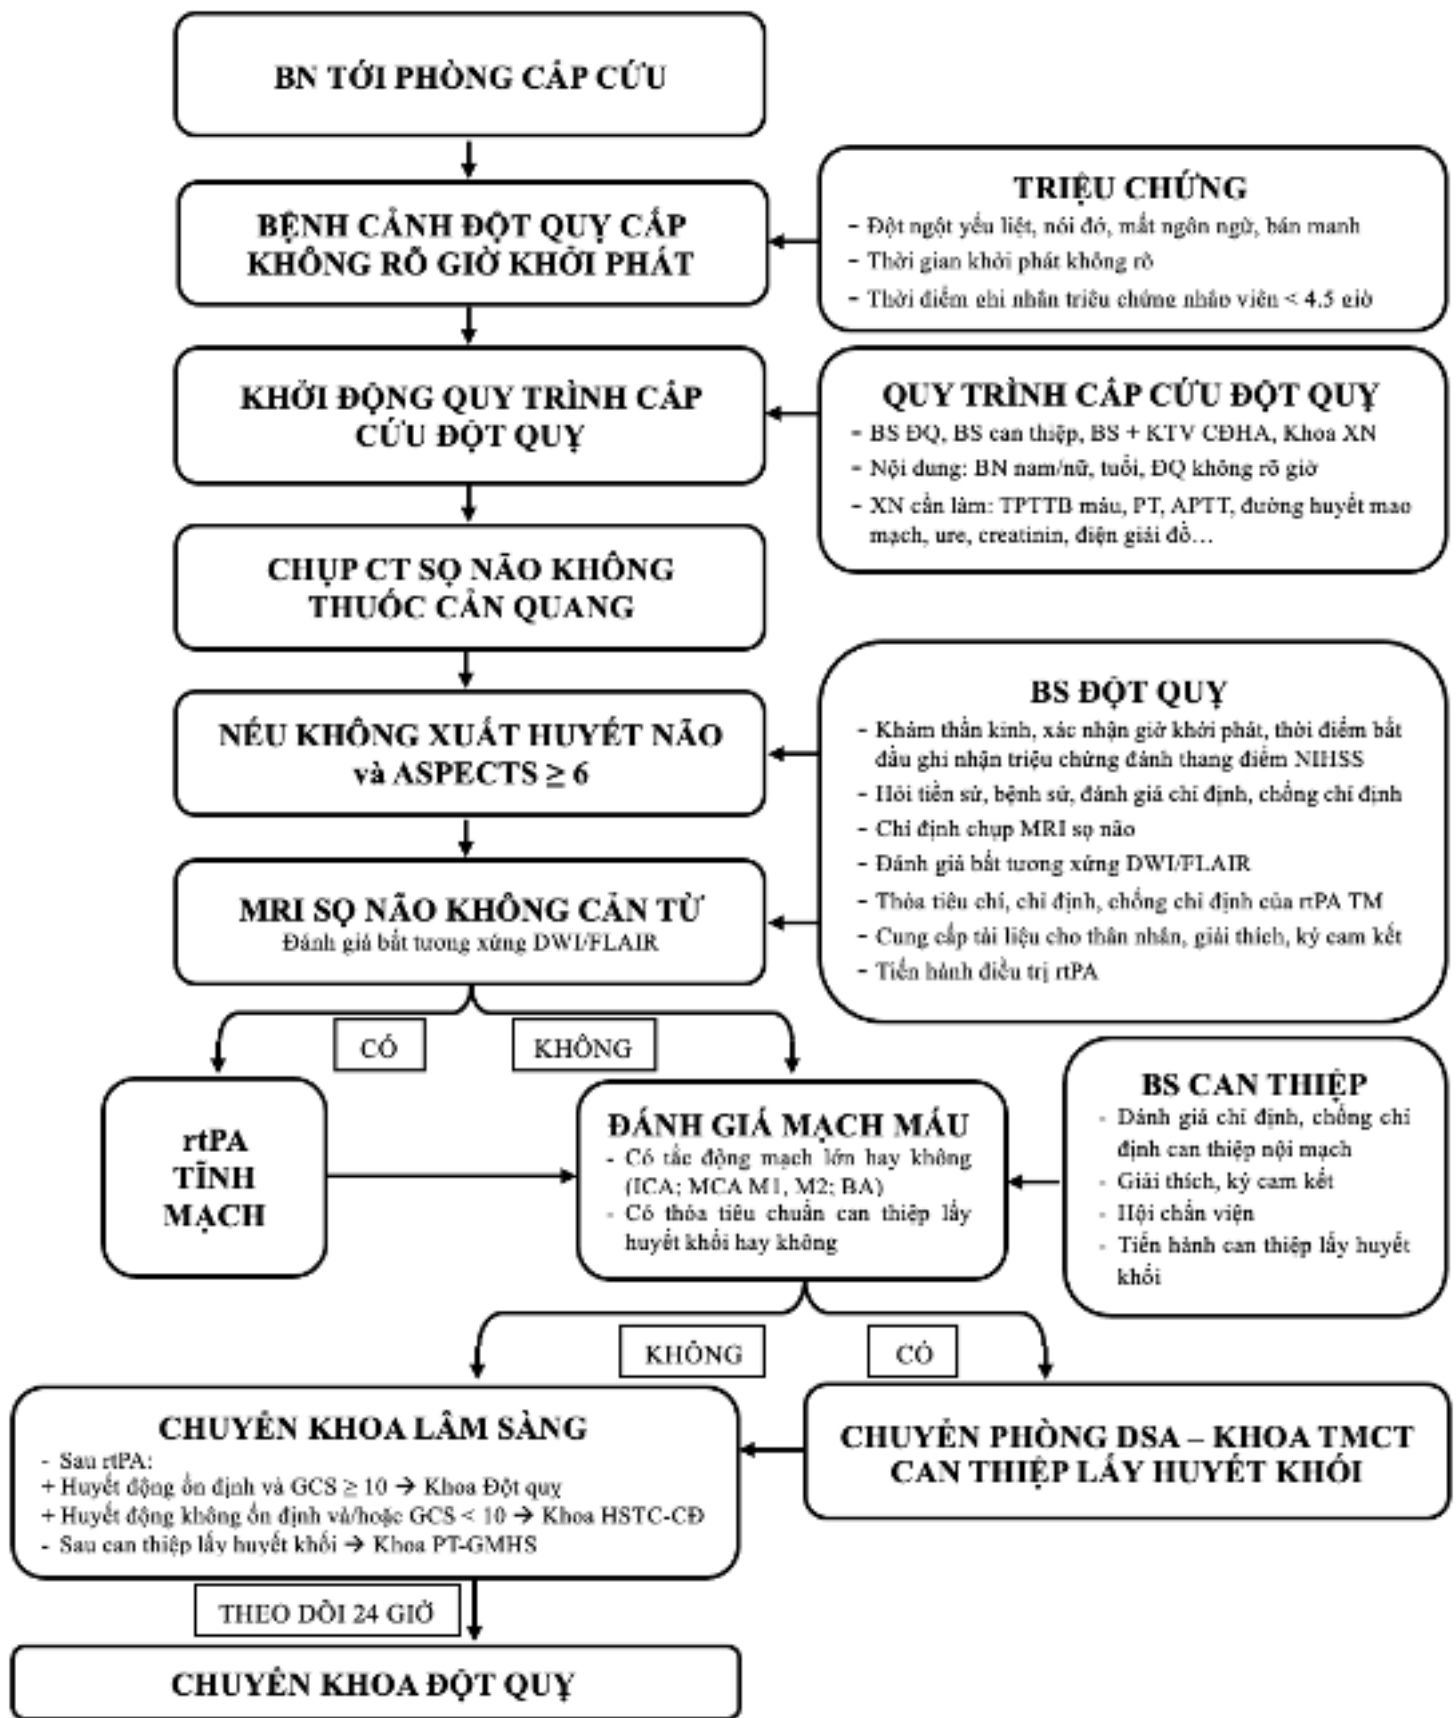 BN TỚI PHÒNG CẤP CỨU
BỆNH CẢNH ĐỘT QUỴ CẤP
KHÔNG RÕ GIỜ KHỞI PHÁT
TRIỆU CHỨNG
- Đột ngột yếu liệt, nói đớ, mất ngôn ngữ, bán manh
- Thời gian khởi phát không rõ
- Thời điểm ghi nhận triệu chứng nhập viện < 4.5 giờ
KHỞI ĐỘNG QUY TRÌNH CẤP
CỨU ĐỘT QUỴ
QUY TRÌNH CẤP CỨU ĐỘT QUỴ
- BS ĐQ, BS can thiệp, BS + KTV CĐHA, Khoa XN
- Nội dung: BN nam/nữ, tuổi, ĐQ không rõ giờ
- XN cần làm: TPTTB máu, PT, APTT, đường huyết mao
mạch, ure, creatinin, điện giải đồ...
CHỤP CT SỌ NÃO KHÔNG
THUỐC CẢN QUANG
NẾU KHÔNG XUẤT HUYẾT NÃO
và ASPECTS ≥ 6
BS ĐỘT QUỴ
- Khám thần kinh, xác nhận giờ khởi phát, thời điểm bắt
đầu ghi nhận triệu chứng đánh thang điểm NIHSS
- Hỏi tiền sử, bệnh sử, đánh giá chỉ định, chống chỉ định
- Chỉ định chụp MRI sọ não
- Đánh giá bất tương xứng DWI/FLAIR
- Thỏa tiêu chí, chỉ định, chống chỉ định của rtPA TM
- Cung cấp tài liệu cho thân nhân, giải thích, ký cam kết
- Tiến hành điều trị rtPA
MRI SỌ NÃO KHÔNG CẢN TỪ
Đánh giá bất tương xứng DWI/FLAIR
CÓ
KHÔNG
rtPA
TĨNH
MẠCH
ĐÁNH GIÁ MẠCH MÁU
- Có tắc động mạch lớn hay không
(ICA; MCA M1, M2; BA)
- Có thỏa tiêu chuẩn can thiệp lấy
huyết khối hay không
BS CAN THIỆP
- Đánh giá chỉ định, chống chỉ
định can thiệp nội mạch
- Giải thích, ký cam kết
- Hội chẩn viện
- Tiến hành can thiệp lấy huyết
khối
KHÔNG
CÓ
CHUYỂN KHOA LÂM SÀNG
- Sau rtPA:
+ Huyết động ổn định và GCS ≥ 10 → Khoa Đột quỵ
+ Huyết động không ổn định và/hoặc GCS < 10 → Khoa HSTC-CĐ
- Sau can thiệp lấy huyết khối → Khoa PT-GMHS
CHUYỂN PHÒNG DSA – KHOA TMCT
CAN THIỆP LẤY HUYẾT KHỐI
THEO DÕI 24 GIỜ
CHUYỂN KHOA ĐỘT QUỴ